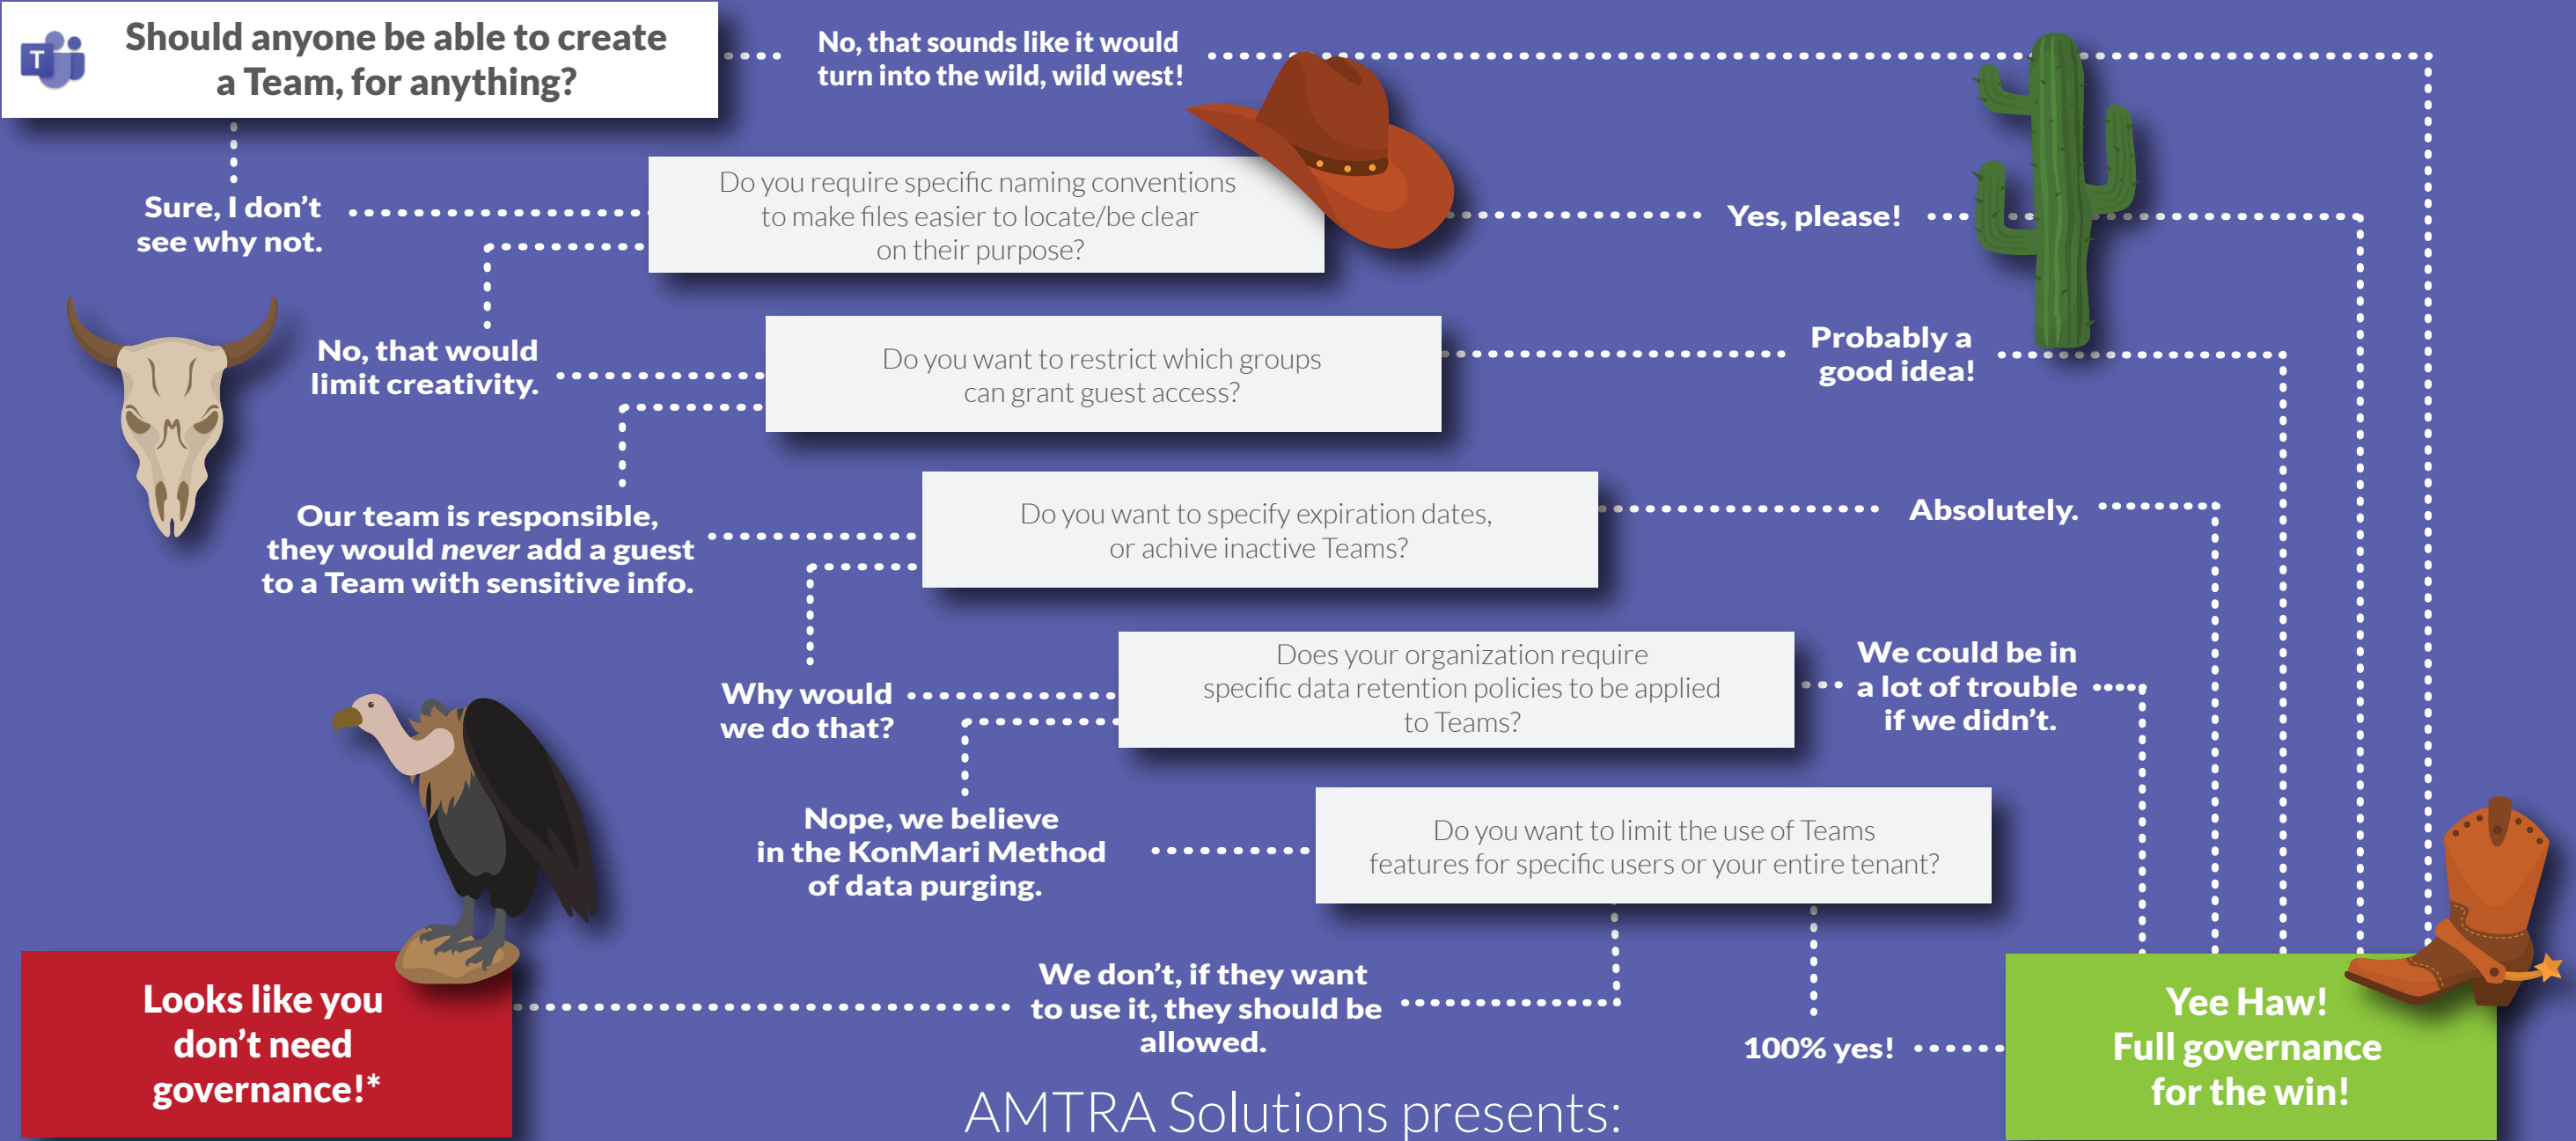 T
Should anyone be able to create
a Team, for anything?
No, that sounds like it would
turn into the wild, wild west!
Sure, I don't
see why not.
Do you require specific naming conventions
to make files easier to locate/be clear
on their purpose?
Yes, please!
No, that would
limit creativity.
Do you want to restrict which groups
can grant guest access?
Probably a
good idea!
Our team is responsible,
they would never add a guest
to a Team with sensitive info.
Do you want to specify expiration dates,
or achive inactive Teams?
Absolutely.
Why would
we do that?
Does your organization require
specific data retention policies to be applied
to Teams?
We could be in
a lot of trouble
if we didn't.
Nope, we believe
in the KonMari Method
of data purging.
Do you want to limit the use of Teams
features for specific users or your entire tenant?
We don't, if they want
to use it, they should be
allowed.
100% yes!
Looks like you
don't need
governance!*
Yee Haw!
Full governance
for the win!
AMTRA Solutions presents: